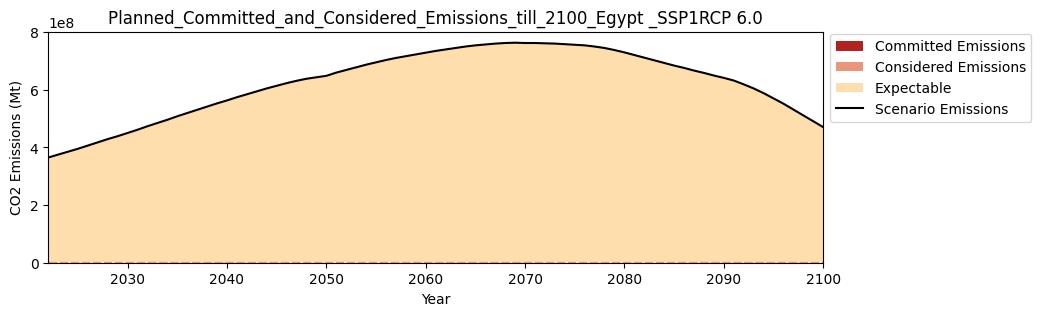 Planned_Committed_and_Considered_Emissions_till_2100_Egypt _SSP1RCP 6.0
1e8
8
6
4
2
0
CO2 Emissions (Mt)
2030 2040 2050 2060 2070 2080 2090 2100
Year
Committed Emissions
Considered Emissions
Expectable
Scenario Emissions